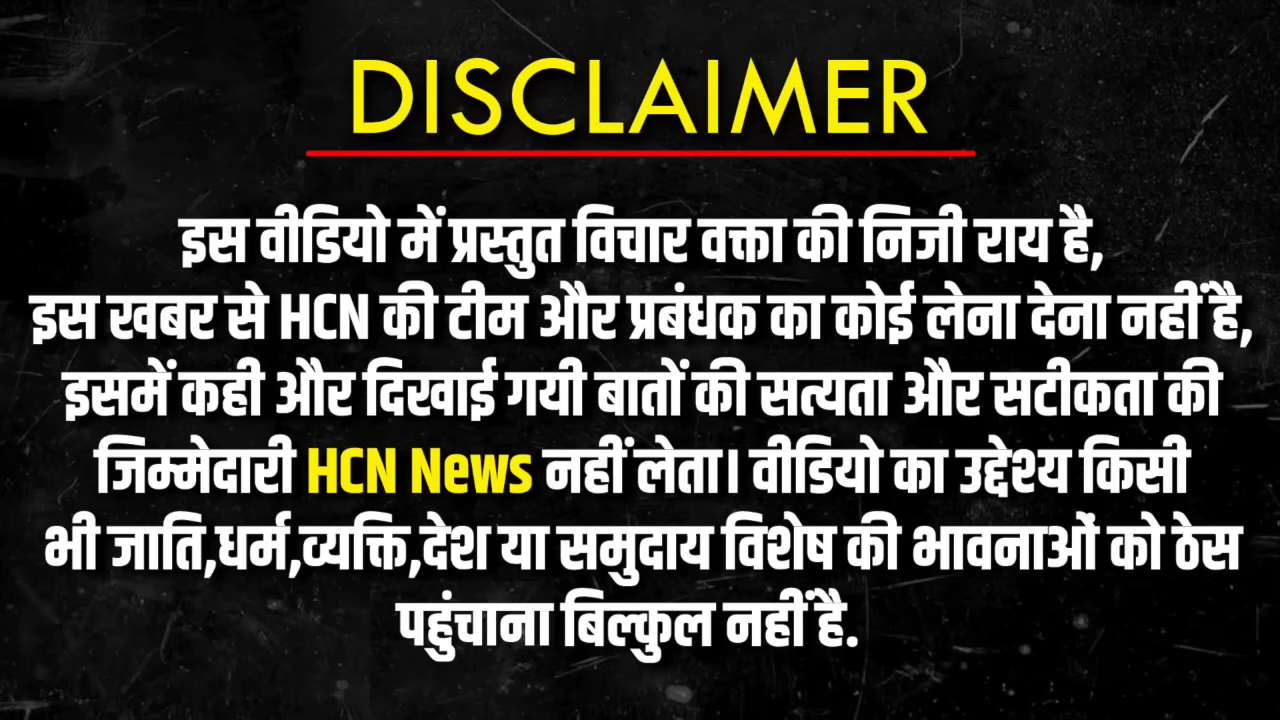 DISCLAIMER
इस वीडियो में प्रस्तुत विचार वक्ता की निजी राय है,
इस खबर से HCN की टीम और प्रबंधक का कोई लेना देना नहीं है,
इसमें कही और दिखाई गयी बातों की सत्यता और सटीकता की
जिम्मेदारी HCN News नहीं लेता। वीडियो का उद्देश्य किसी
भी जाति,धर्म,व्यक्ति,देश या समुदाय विशेष की भावनाओं को ठेस
पहुंचाना बिल्कुल नहीं है.